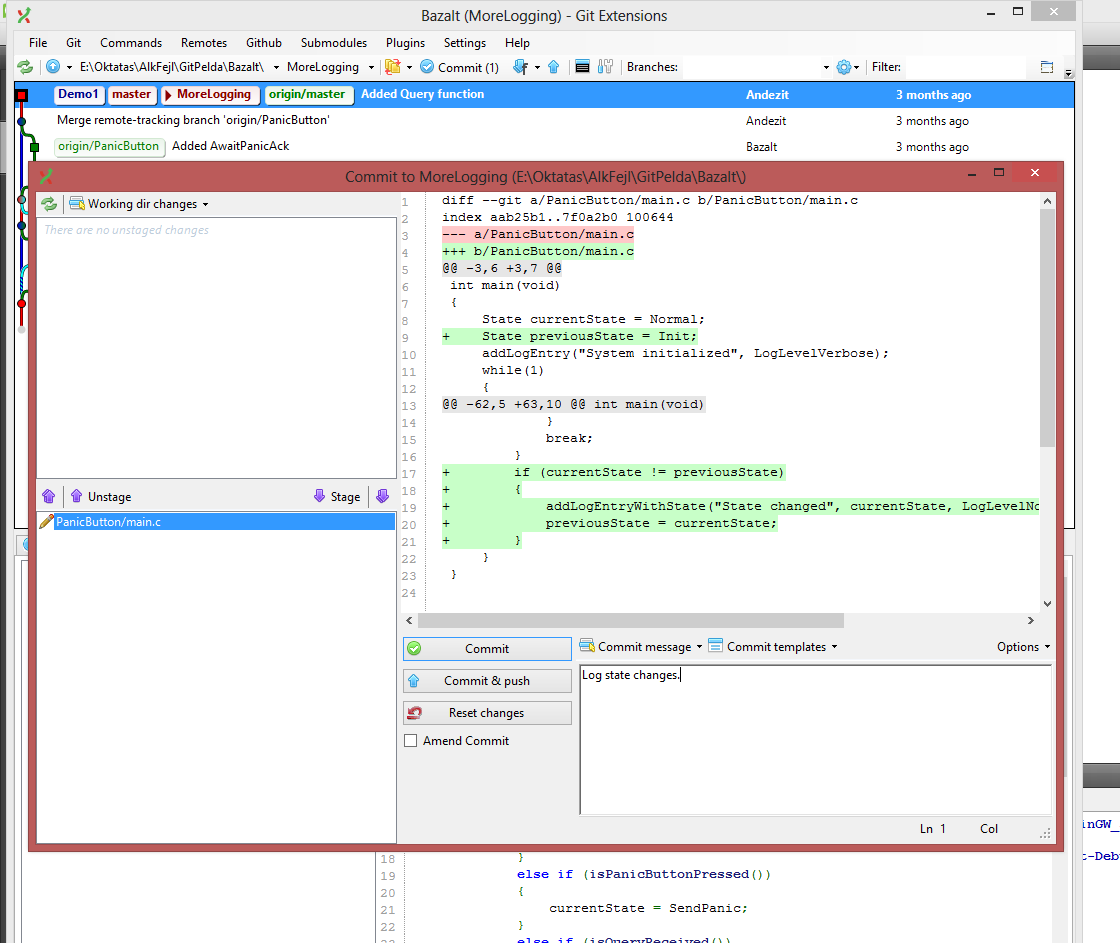 Bazalt (MoreLogging) - Git Extensions
File Git Commands Remotes Github Submodules Plugins Settings Help
E:\Oktatas\AlkFejl\GitPelda\Bazalt\ MoreLogging Commit (1) Branches: Filter:
Demo1 master MoreLogging origin/master Added Query function Andezit 3 months ago
Merge remote-tracking branch 'origin/PanicButton' Andezit 3 months ago
origin/PanicButton Added AwaitPanicAck Bazalt 3 months ago
Commit to MoreLogging (E:\Oktatas\AlkFejl\GitPelda\Bazalt\)
Working dir changes
There are no unstaged changes
Unstage Stage
PanicButton/main.c
1 diff --git a/PanicButton/main.c b/PanicButton/main.c
2 index aab25b1..7f0a2b0 100644
3 --- a/PanicButton/main.c
4 +++ b/PanicButton/main.c
5 @@ -3,6 +3,7 @@
6 int main(void)
7 {
8 State currentState = Normal;
9 + State previousState = Init;
10 addLogEntry("System initialized", LogLevelVerbose);
11 while(1)
12 {
13 @@ -62,5 +63,10 @@ int main(void)
14 }
15 break;
16 }
17 + if (currentState != previousState)
18 + {
19 + addLogEntryWithState("State changed", currentState, LogLevelNo
20 + previousState = currentState;
21 + }
22 }
23 }
24
Commit
Commit & push
Reset changes
Amend Commit
Commit message Commit templates Options
Log state changes.
Ln 1 Col
inGW_
t-Deb
18 }
19 else if (isPanicButtonPressed())
20 {
21 currentState = SendPanic;
22 }
else if (isQueryReceived())